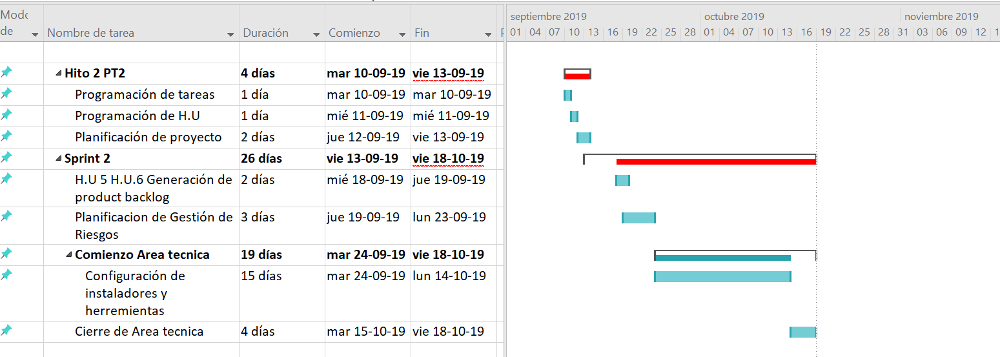 Modo
de
Nombre de tarea Duración Comienzo Fin
septiembre 2019 octubre 2019 noviembre 2019
01 04 07 10 13 16 19 22 25 28 01 04 07 10 13 16 19 22 25 28 31 03 06 09 12
Hito 2 PT2 4 días mar 10-09-19 vie 13-09-19
Programación de tareas 1 día mar 10-09-19 mar 10-09-19
Programación de H.U 1 día mié 11-09-19 mié 11-09-19
Planificación de proyecto 2 días jue 12-09-19 vie 13-09-19
Sprint 2 26 días vie 13-09-19 vie 18-10-19
H.U 5 H.U.6 Generación de 2 días mié 18-09-19 jue 19-09-19
product backlog
Planificacion de Gestión de 3 días jue 19-09-19 lun 23-09-19
Riesgos
Comienzo Area tecnica 19 días mar 24-09-19 vie 18-10-19
Configuración de 15 días mar 24-09-19 lun 14-10-19
instaladores y
herremientas
Cierre de Area tecnica 4 días mar 15-10-19 vie 18-10-19